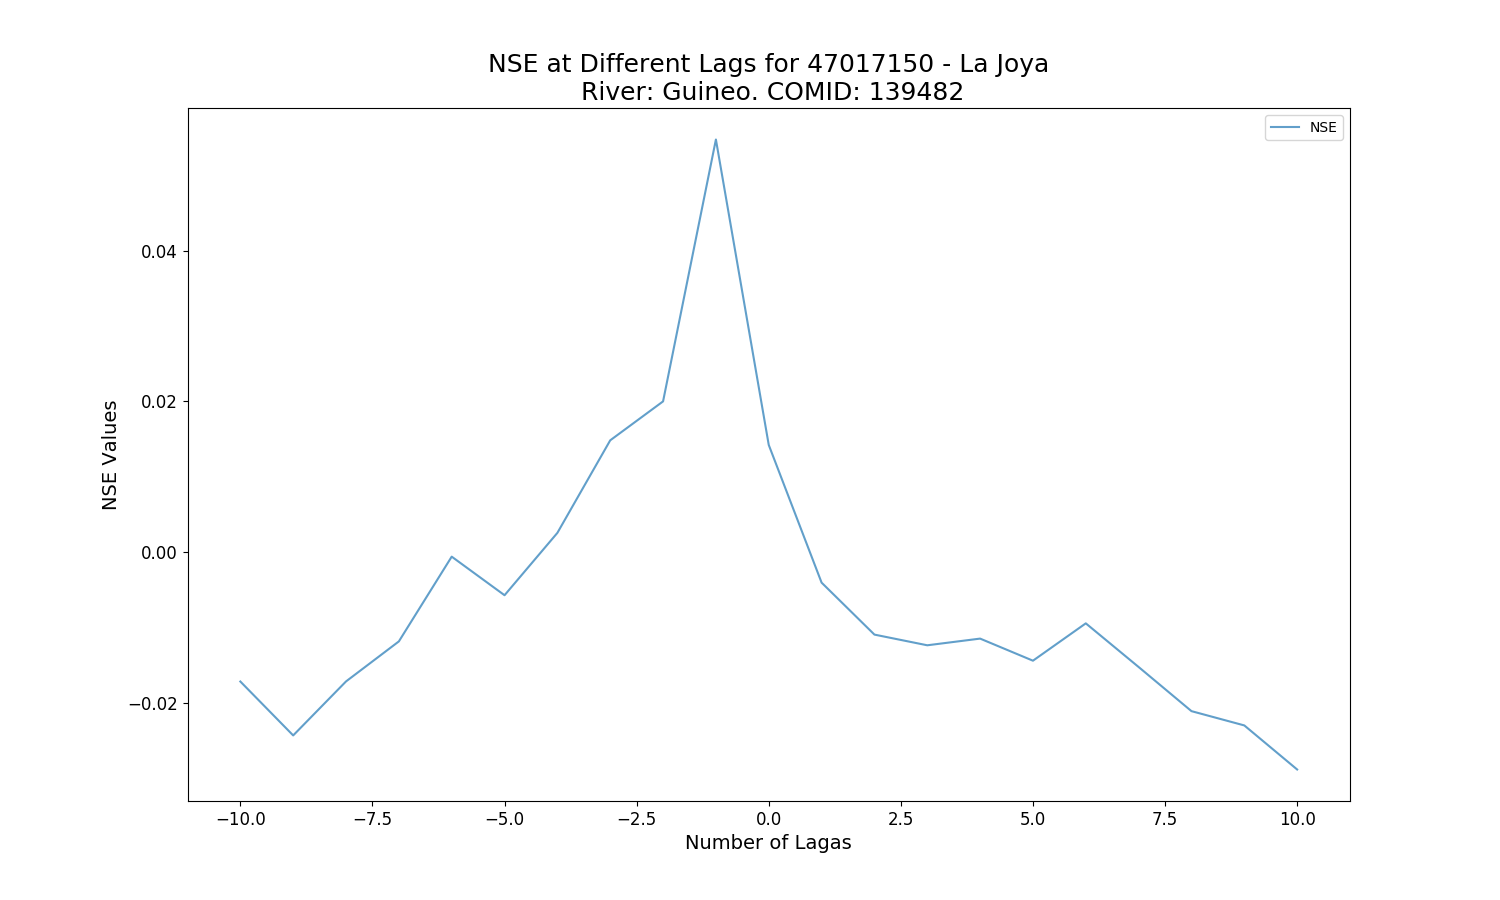 NSE at Different Lags for 47017150 - La Joya
River: Guineo. COMID: 139482
NSE
0.04
0.02
0.00
−0.02
NSE Values
−10.0 −7.5 −5.0 −2.5 0.0 2.5 5.0 7.5 10.0
Number of Lagas